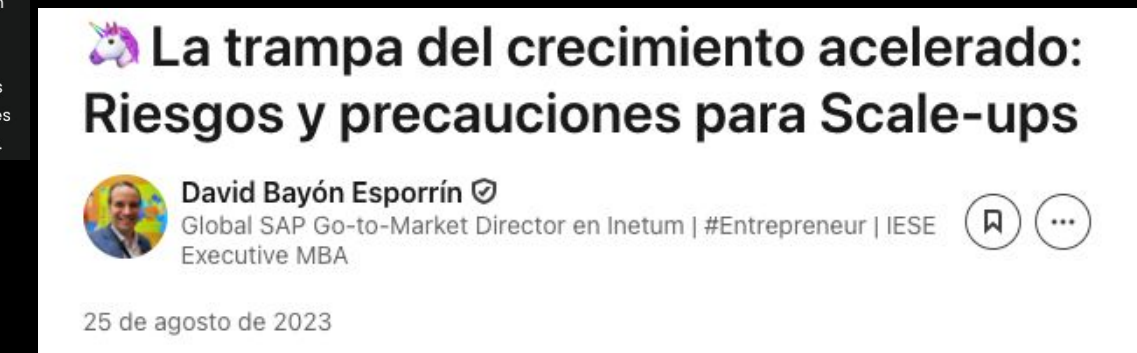 🦄 La trampa del crecimiento acelerado:
Riesgos y precauciones para Scale-ups
David Bayón Esporrín
Global SAP Go-to-Market Director en Inetum | #Entrepreneur | IESE
Executive MBA
25 de agosto de 2023